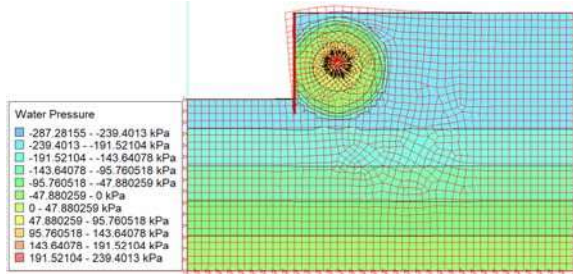 Water Pressure
-287.28155 - -239.4013 kPa
-239.4013 - -191.52104 kPa
-191.52104 - -143.64078 kPa
-143.64078 - -95.760518 kPa
-95.760518 - -47.880259 kPa
-47.880259 - 0 kPa
0 - 47.880259 kPa
47.880259 - 95.760518 kPa
95.760518 - 143.64078 kPa
143.64078 - 191.52104 kPa
191.52104 - 239.4013 kPa